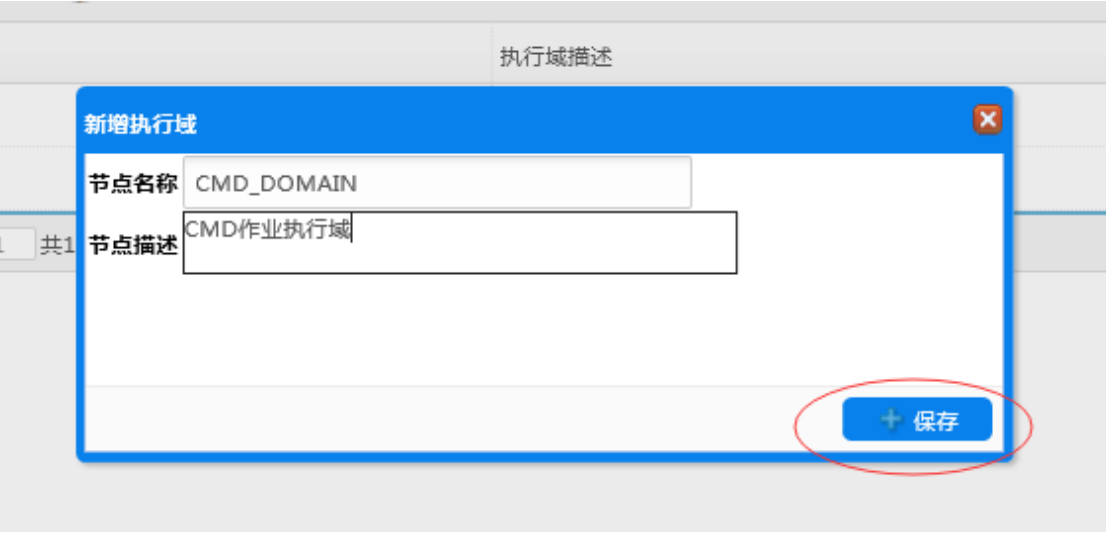 执行域描述
新增执行域
节点名称 CMD_DOMAIN
节点描述 CMD作业执行域
1 共1
保存